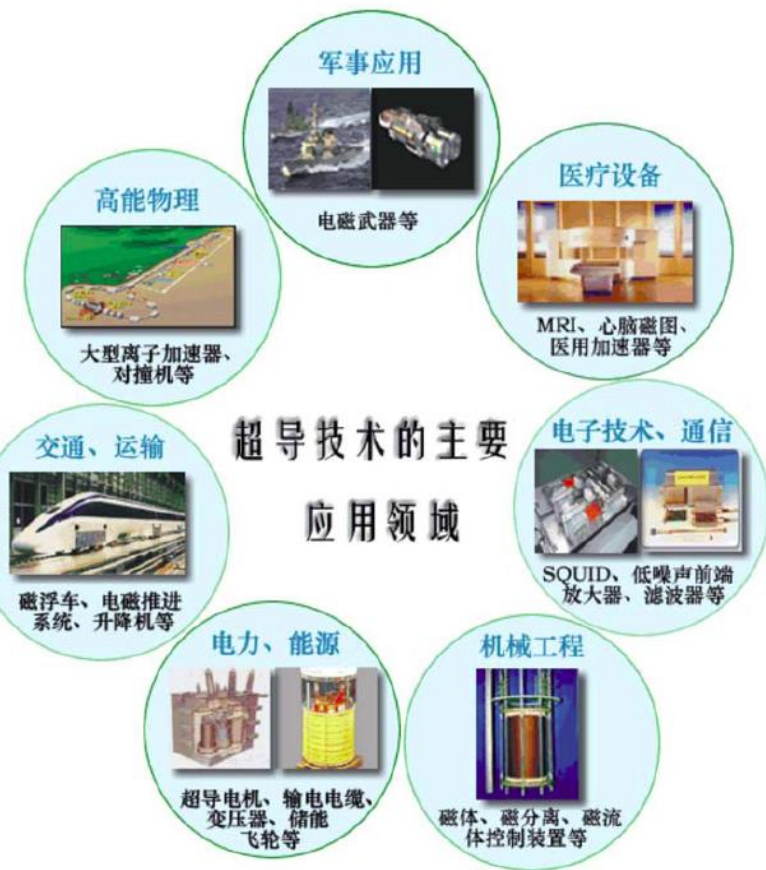 军事应用
电磁武器等
高能物理
大型离子加速器、
对撞机等
医疗设备
MRI、心脑磁图、
医用加速器等
超导技术的主要
应用领域
交通、运输
磁浮车、电磁推进
系统、升降机等
电子技术、通信
SQUID、低噪声前端
放大器、滤波器等
电力、能源
超导电机、输电电缆、
变压器、储能
飞轮等
机械工程
磁体、磁分离、磁流
体控制装置等